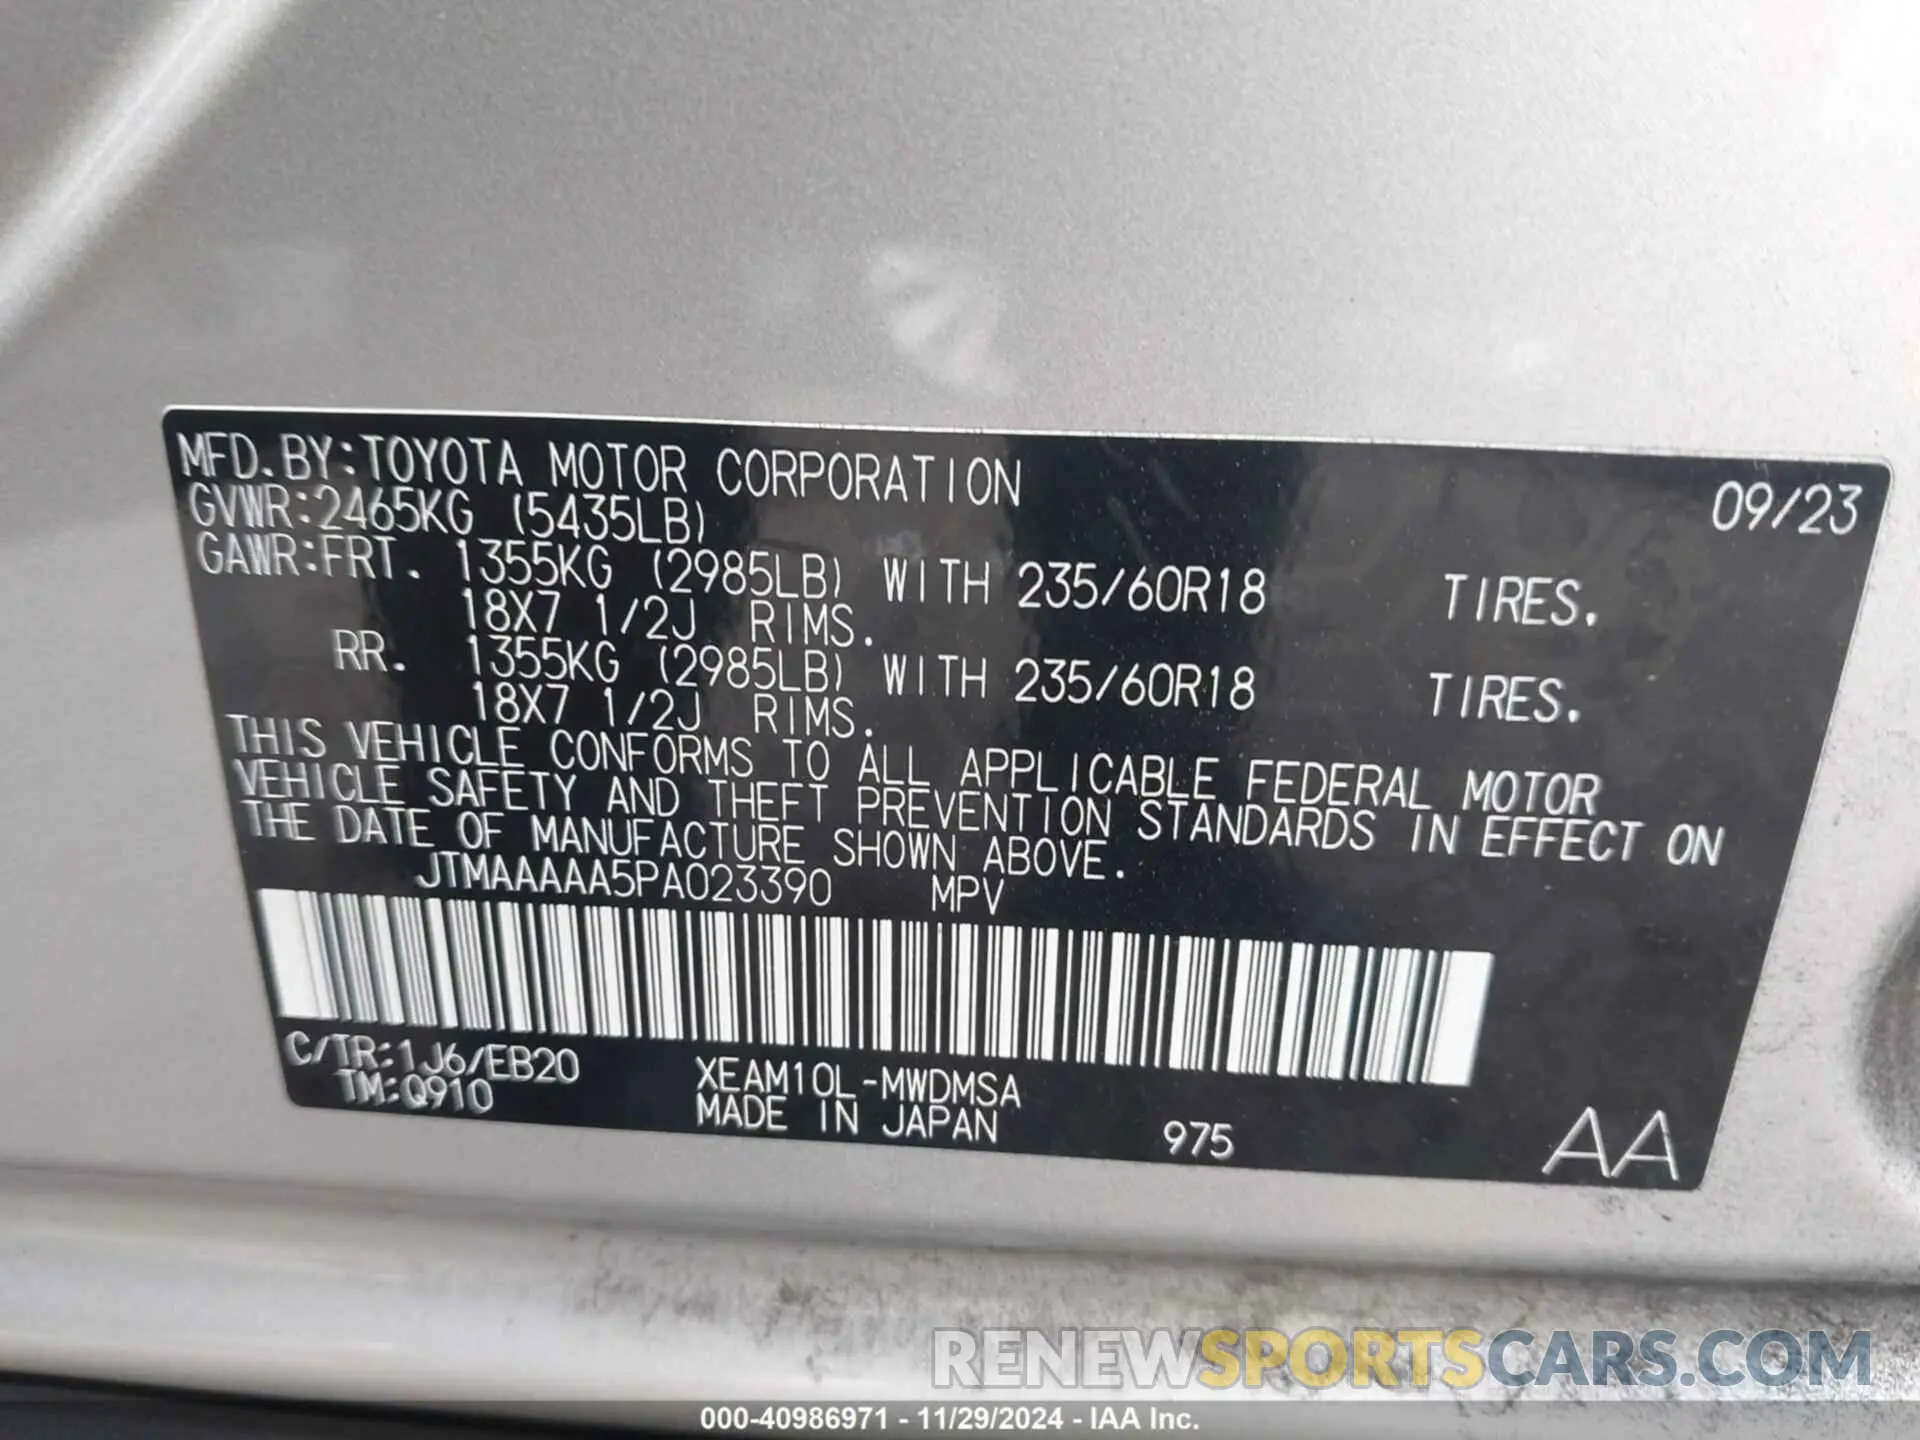 MFD.BY:TOYOTA MOTOR CORPORATION 09/23
GVWR:2465KG (5435LB)
GAWR:FRT. 1355KG (2985LB) WITH 235/60R18 TIRES.
18X7 1/2J RIMS.
RR. 1355KG (2985LB) WITH 235/60R18 TIRES.
18X7 1/2J RIMS.
THIS VEHICLE CONFORMS TO ALL APPLICABLE FEDERAL MOTOR
VEHICLE SAFETY AND THEFT PREVENTION STANDARDS IN EFFECT ON
THE DATE OF MANUFACTURE SHOWN ABOVE.
JTMAAAAA5PA023390 MPV
C/TR:1J6/EB20 XEAM10L-MWDMSA
TM:Q910 MADE IN JAPAN 975 AA
RENEWSPORTSCARS.COM
000-40986971 - 11/29/2024 - IAA Inc.